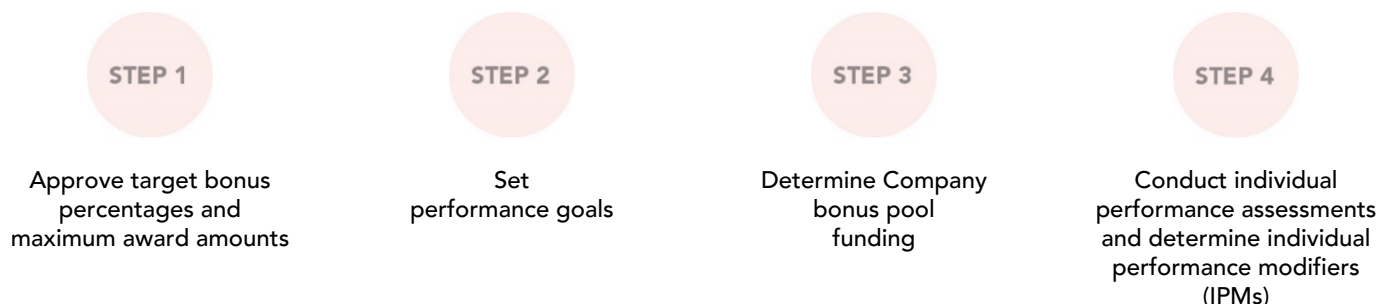 STEP 1
Approve target bonus
percentages and
maximum award amounts
STEP 2
Set
performance goals
STEP 3
Determine Company
bonus pool
funding
STEP 4
Conduct individual
performance assessments
and determine individual
performance modifiers
(IPMs)